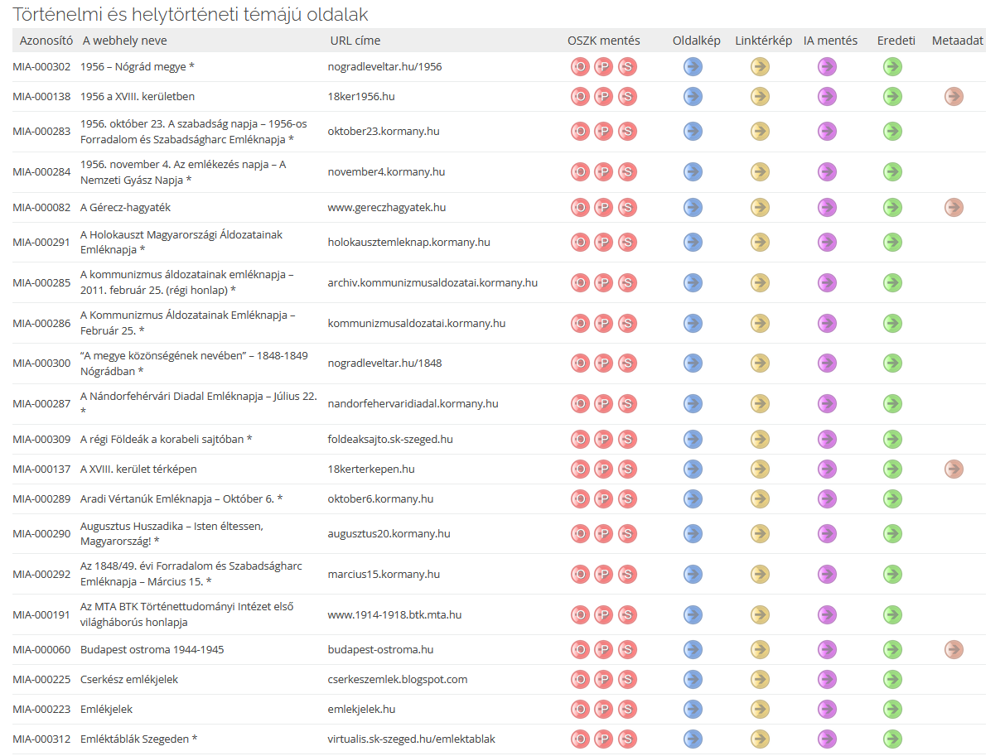 Történelmi és helytörténeti témájú oldalak
Azonosító A webhely neve URL címe OSZK mentés Oldalkép Linktérkép IA mentés Eredeti Metaadat
MIA-000302 1956 – Nógrád megye * nogradleveltar.hu/1956 O P S
MIA-000138 1956 a XVIII. kerületben 18ker1956.hu O P S
MIA-000283 1956. október 23. A szabadság napja – 1956-os
Forradalom és Szabadságharc Emléknapja * oktober23.kormany.hu O P S
MIA-000284 1956. november 4. Az emlékezés napja – A
Nemzeti Gyász Napja * november4.kormany.hu O P S
MIA-000082 A Gérecz-hagyaték www.gereczhagyatek.hu O P S
MIA-000291 A Holokauszt Magyarországi Áldozatainak
Emléknapja * holokausztemleknap.kormany.hu O P S
MIA-000285 A kommunizmus áldozatainak emléknapja –
2011. február 25. (régi honlap) * archiv.kommunizmusaldozatai.kormany.hu O P S
MIA-000286 A Kommunizmus Áldozatainak Emléknapja –
Február 25. * kommunizmusaldozatai.kormany.hu O P S
MIA-000300 “A megye közönségének nevében” – 1848-1849
Nógrádban * nogradleveltar.hu/1848 O P S
MIA-000287 A Nándorfehérvári Diadal Emléknapja – Július 22.
* nandorfehervaridiadal.kormany.hu O P S
MIA-000309 A régi Földeák a korabeli sajtóban * foldeaksajto.sk-szeged.hu O P S
MIA-000137 A XVIII. kerület térképen 18kerterkepen.hu O P S
MIA-000289 Aradi Vértanúk Emléknapja – Október 6. * oktober6.kormany.hu O P S
MIA-000290 Augusztus Huszadika – Isten éltessen,
Magyarország! * augusztus20.kormany.hu O P S
MIA-000292 Az 1848/49. évi Forradalom és Szabadságharc
Emléknapja – Március 15. * marcius15.kormany.hu O P S
MIA-000191 Az MTA BTK Történettudományi Intézet első
világháborús honlapja www.1914-1918.btk.mta.hu O P S
MIA-000060 Budapest ostroma 1944-1945 budapest-ostroma.hu O P S
MIA-000225 Cserkész emlékjelek cserkeszemlek.blogspot.com O P S
MIA-000223 Emlékjelek emlekjelek.hu O P S
MIA-000312 Emléktáblák Szegeden * virtualis.sk-szeged.hu/emlektablak O P S